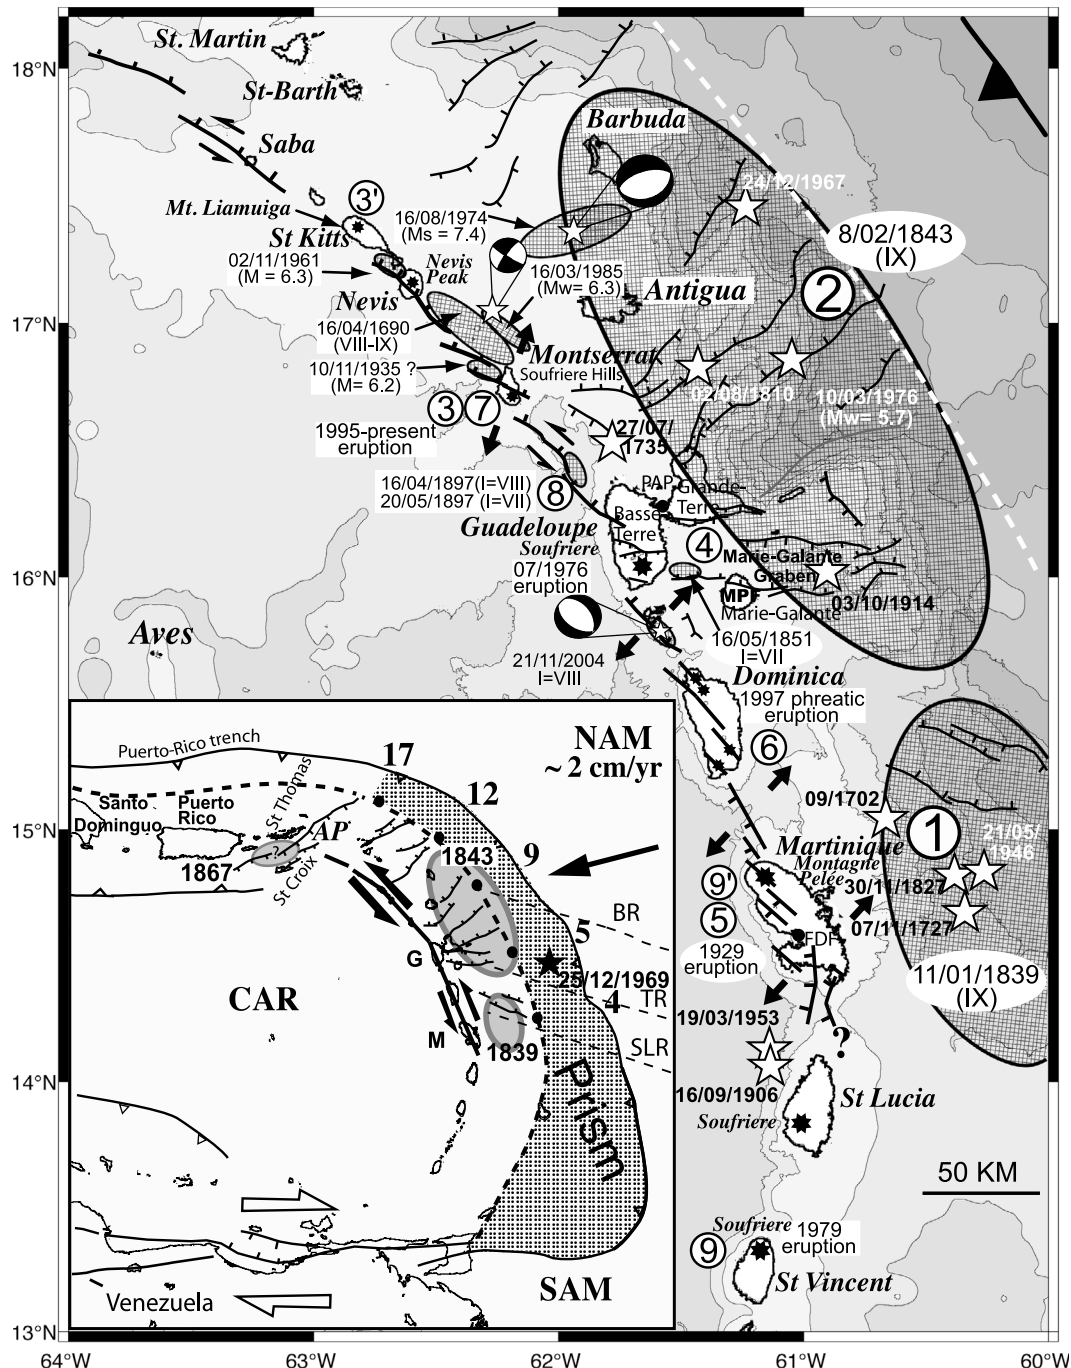 18°N
17°N
16°N
15°N
14°N
13°N
64°W
63°W
62°W
61°W
60°W
St. Martin
St-Barth
Saba
Mt. Liamuiga
3'
St Kitts
02/11/1961
(M = 6.3)
Nevis
Peak
Nevis
16/08/1974
(Ms = 7.4)
16/03/1985
(Mw= 6.3)
16/04/1690
(VIII-IX)
10/11/1935 ?
(M= 6.2)
Barbuda
24/12/1967
8/02/1843
(IX)
2
Antigua
Montserrat
Soufriere Hills
3
7
1995-present
eruption
02/08/1810
10/03/1976
(Mw= 5.7)
27/07/
1735
16/04/1897 (I=VIII)
20/05/1897 (I=VII)
8
Guadeloupe
PAP
Grande-
Terre
Basse
Terre
Soufriere
07/1976
eruption
4
Marie-Galante
Graben
MPF
Marie-Galante
03/10/1914
16/05/1851
I=VII
21/11/2004
I=VIII
Aves
Dominica
1997 phreatic
eruption
6
09/1702
1
21/05/
1946
Martinique
Montagne
Pelée
30/11/1827
07/11/1727
9'
5
1929
eruption
FDF
11/01/1839
(IX)
19/03/1953
?
16/09/1906
St Lucia
Soufriere
50 KM
Soufriere
1979
eruption
9
St Vincent
Puerto-Rico trench
17
NAM
~ 2 cm/yr
12
Santo
Dominguo
Puerto
Rico
St Thomas
AP
?
1867
St Croix
1843
9
BR
5
G
25/12/1969
4
TR
CAR
M
1839
SLR
Prism
SAM
Venezuela